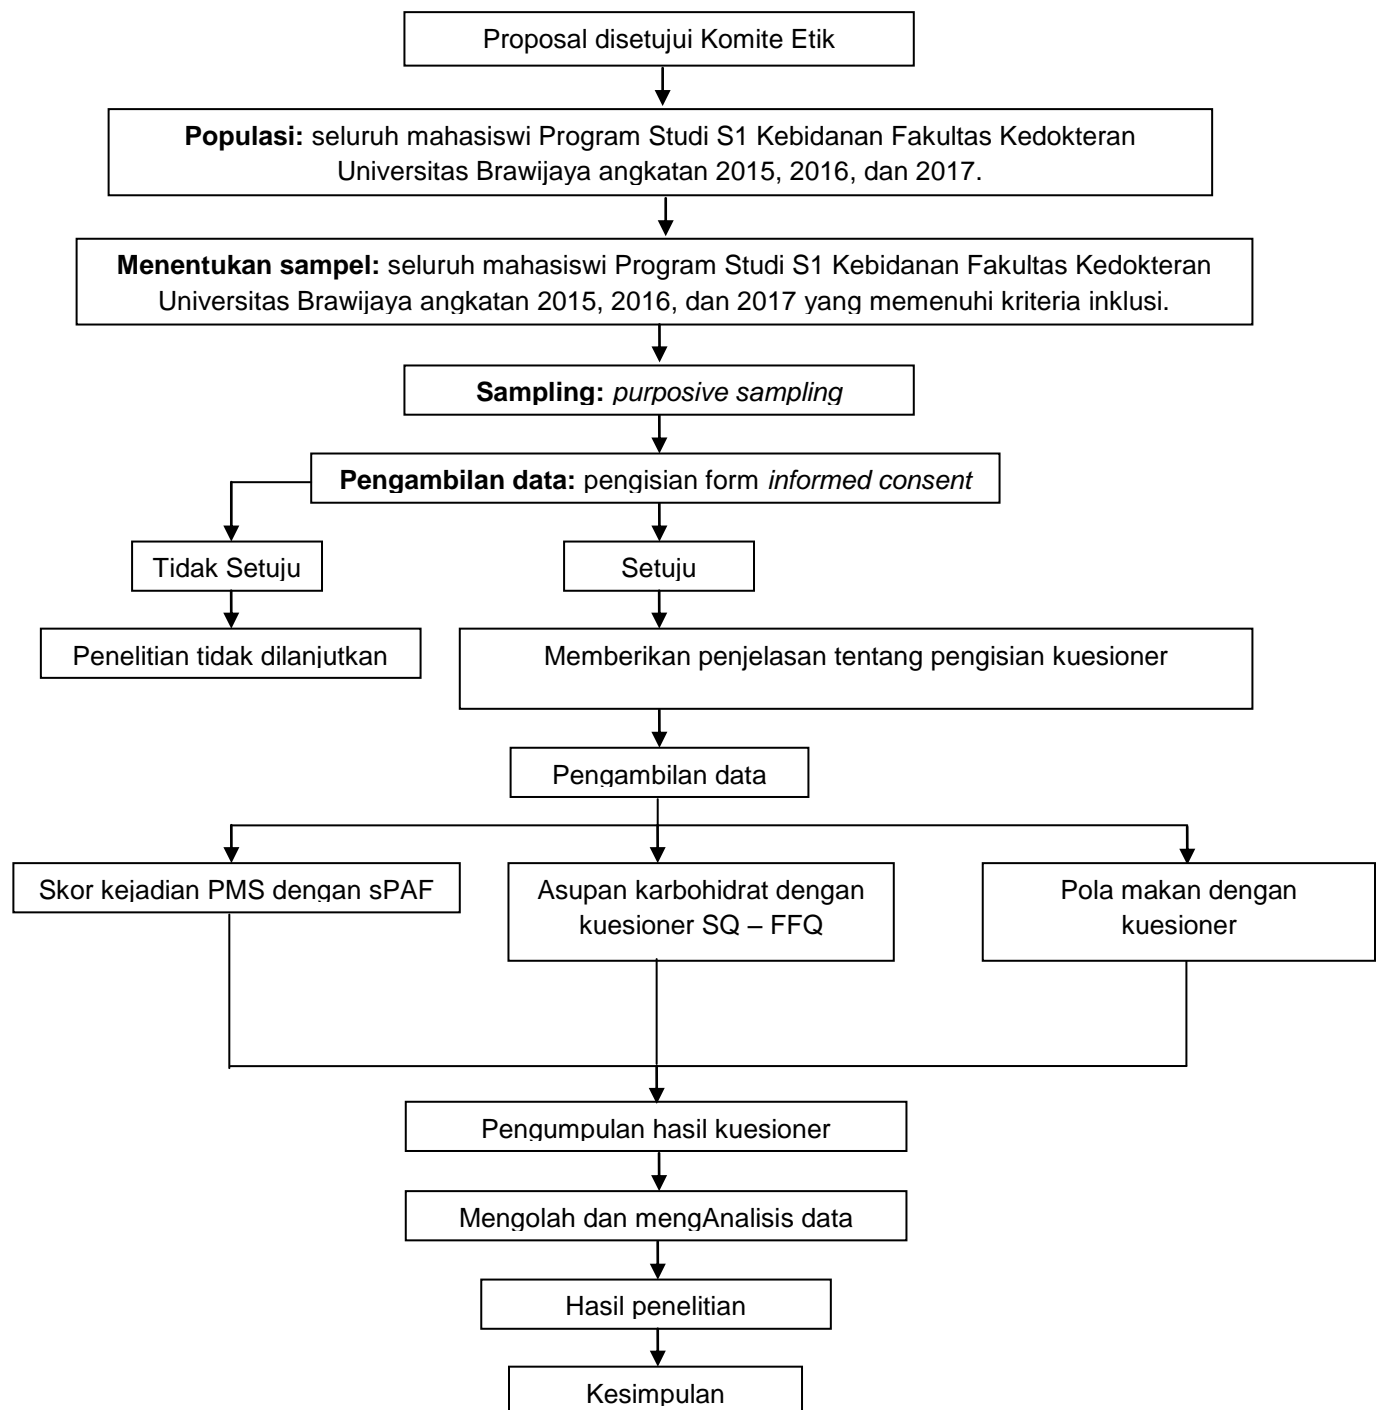 Proposal disetujui Komite Etik
Populasi: seluruh mahasiswi Program Studi S1 Kebidanan Fakultas Kedokteran
Universitas Brawijaya angkatan 2015, 2016, dan 2017.
Menentukan sampel: seluruh mahasiswi Program Studi S1 Kebidanan Fakultas Kedokteran
Universitas Brawijaya angkatan 2015, 2016, dan 2017 yang memenuhi kriteria inklusi.
Sampling: purposive sampling
Pengambilan data: pengisian form informed consent
Tidak Setuju
Setuju
Penelitian tidak dilanjutkan
Memberikan penjelasan tentang pengisian kuesioner
Pengambilan data
Skor kejadian PMS dengan sPAF
Asupan karbohidrat dengan
kuesioner SQ – FFQ
Pola makan dengan
kuesioner
Pengumpulan hasil kuesioner
Mengolah dan mengAnalisis data
Hasil penelitian
Kesimpulan